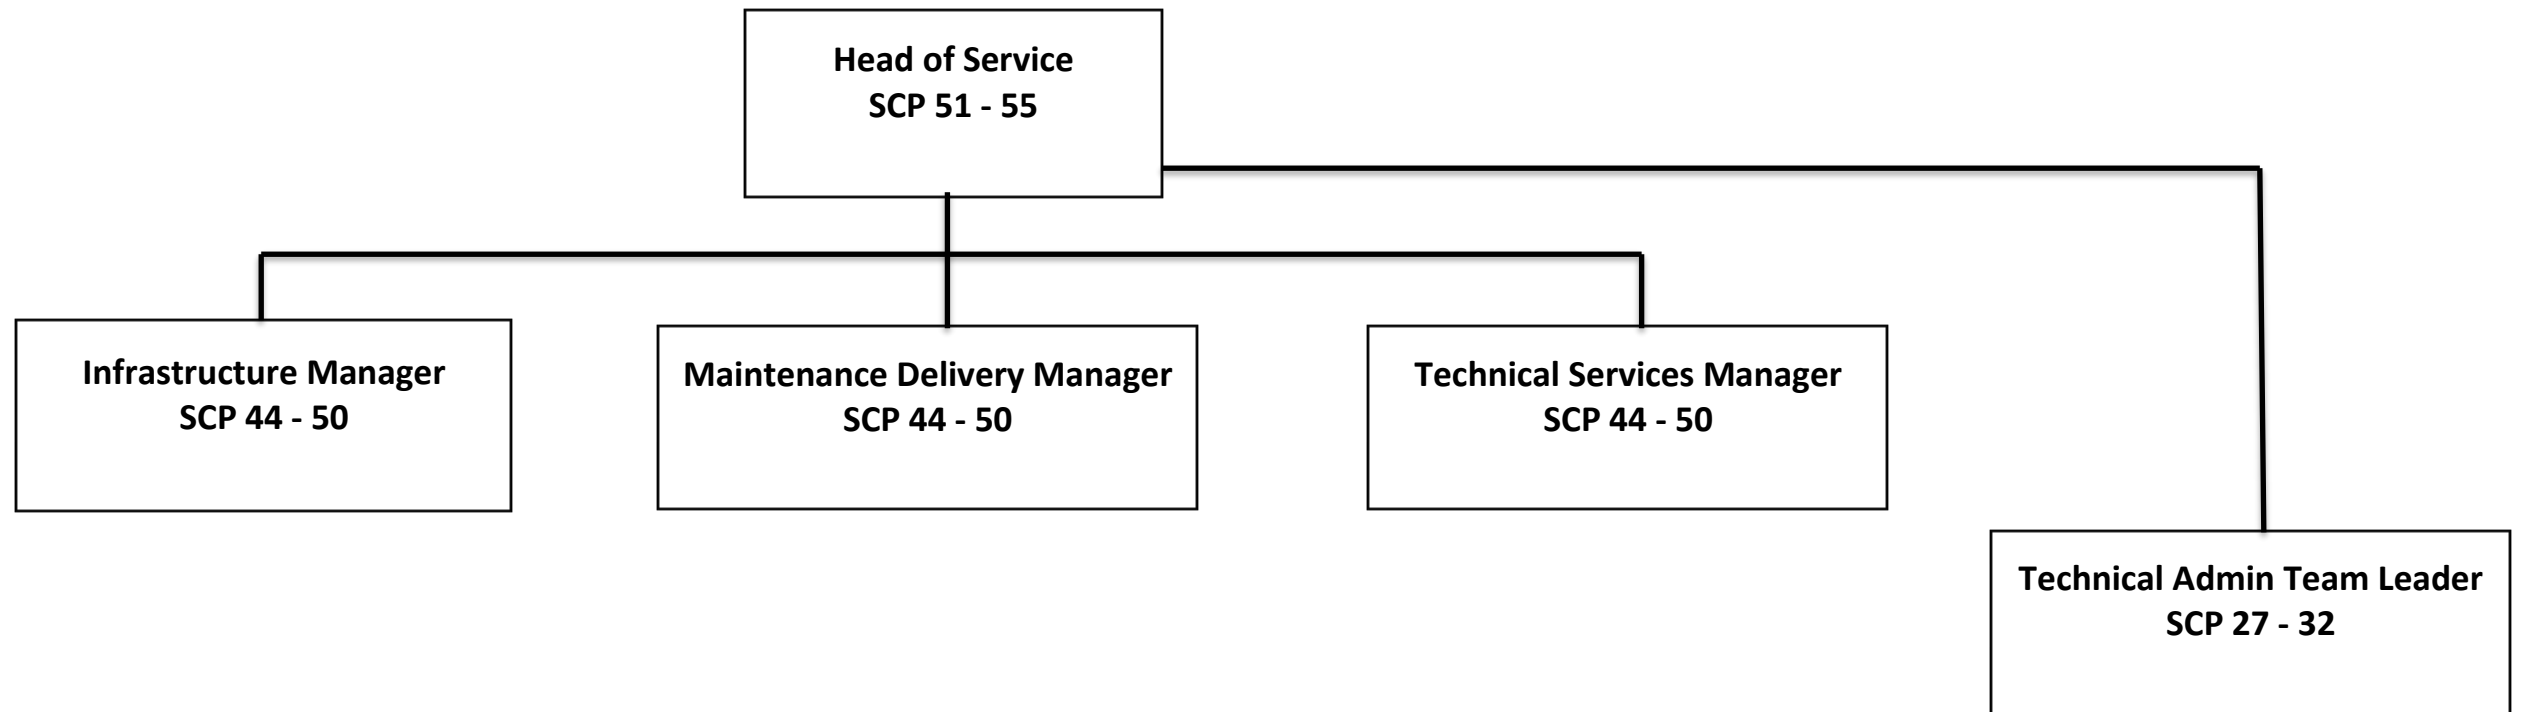 Head of Service
SCP 51 - 55
Infrastructure Manager
SCP 44 - 50
Maintenance Delivery Manager
SCP 44 - 50
Technical Services Manager
SCP 44 - 50
Technical Admin Team Leader
SCP 27 - 32